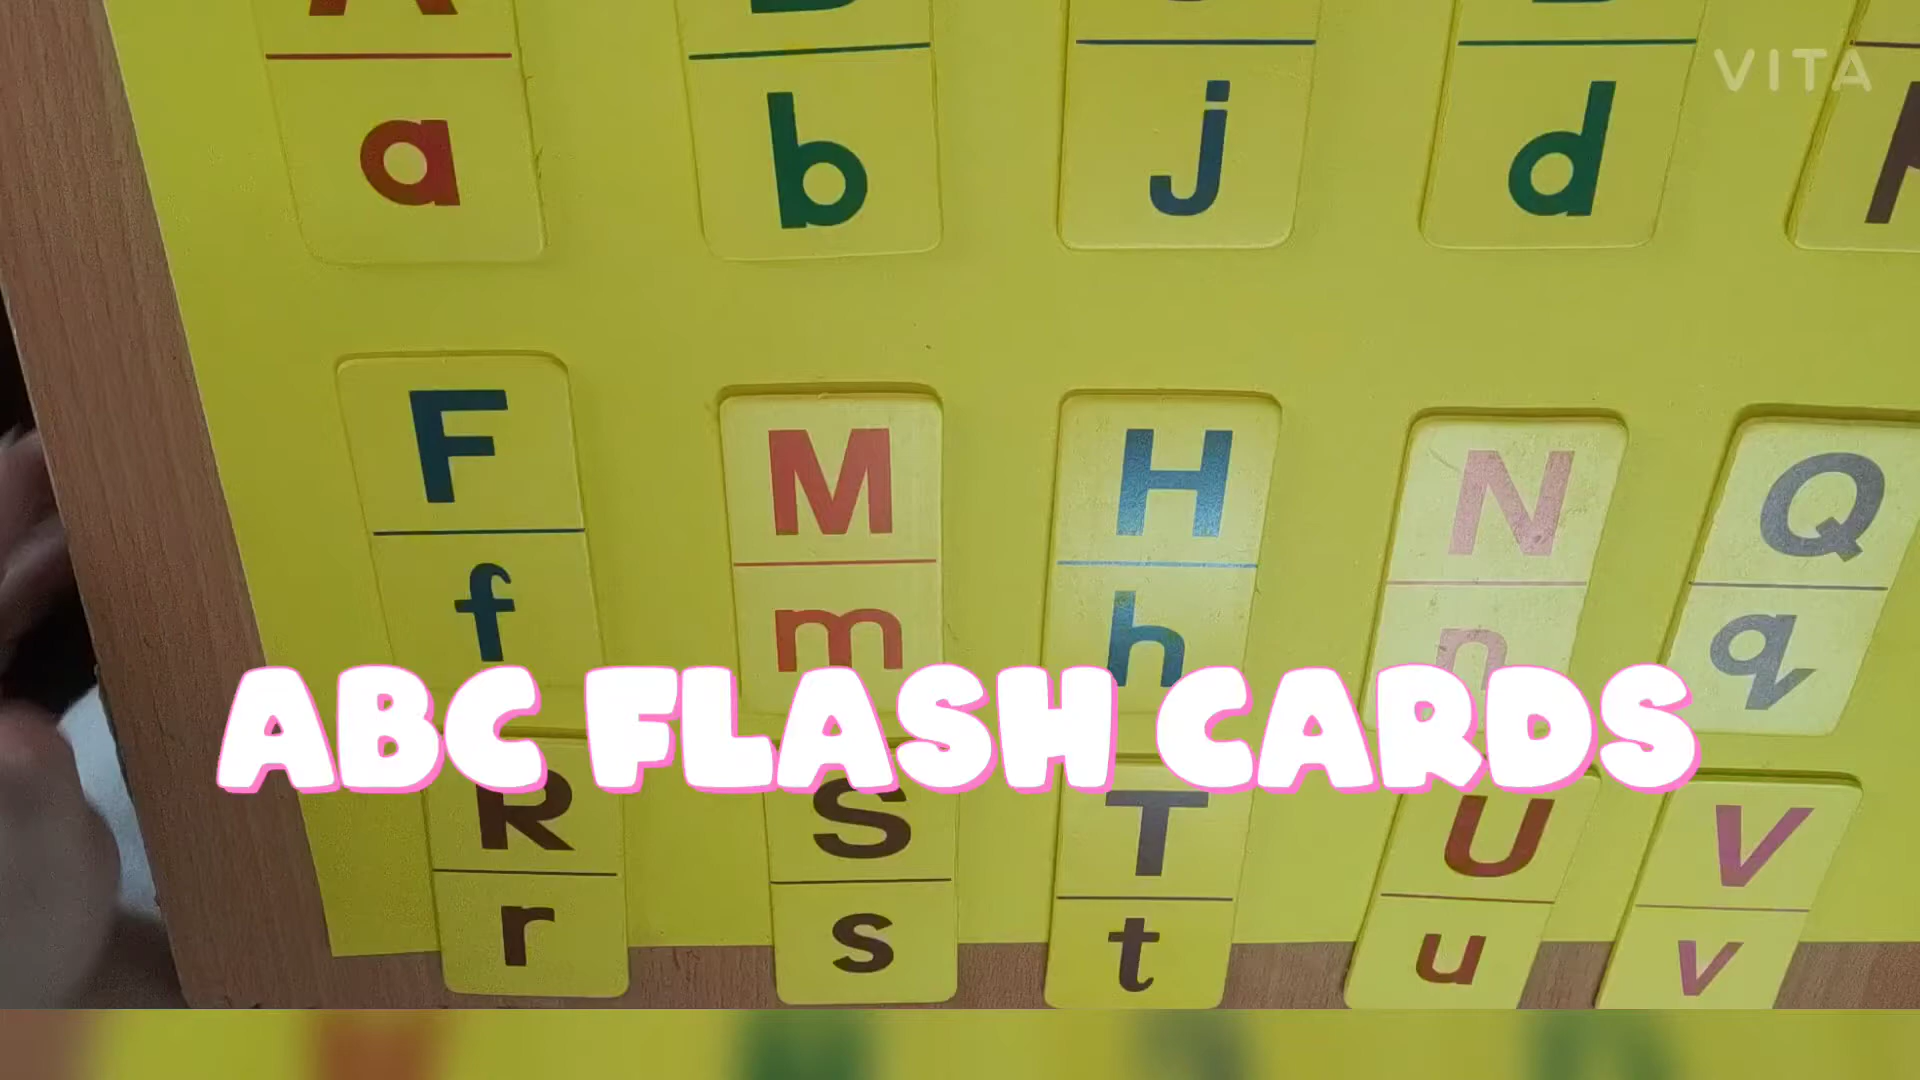 VITA
a b j d
F M H N Q
f m h n q
ABC FLASH CARDS
R S T U V
r s t u v